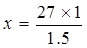 x = 27 × 1 / 1.5